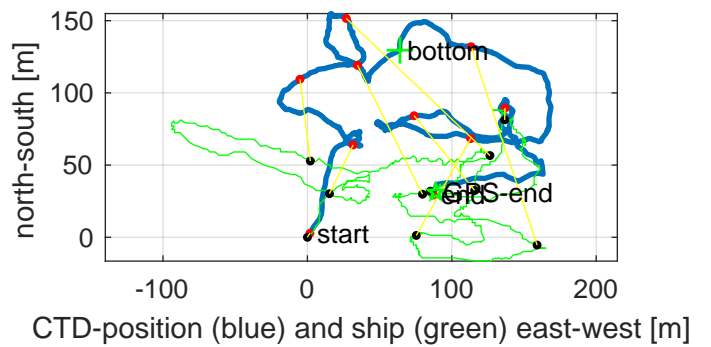 150
100
50
0
north-south [m]
bottom
GPS-end
end
start
-100
0
100
200
CTD-position (blue) and ship (green) east-west [m]